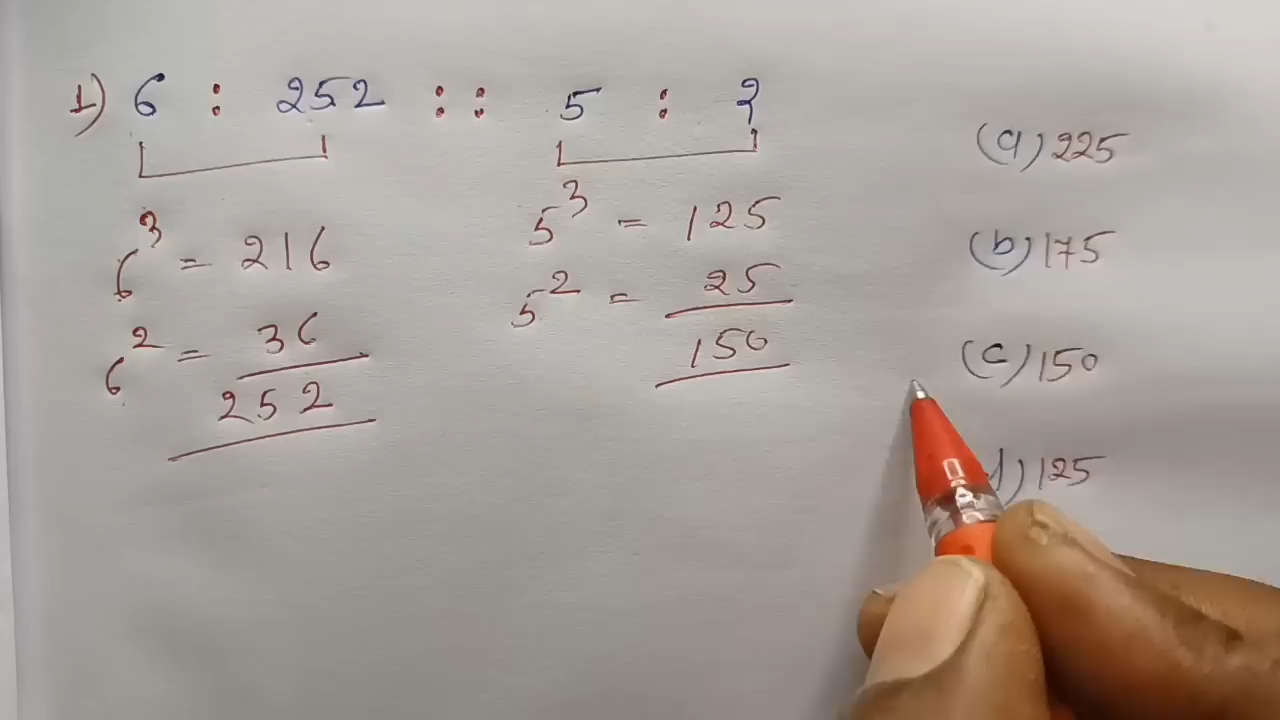 1) 6 : 252 :: 5 : ?
(a) 225
6³ = 216
5³ = 125
(b) 175
6² = 36
5² = 25
252
150
(c) 150
d) 125